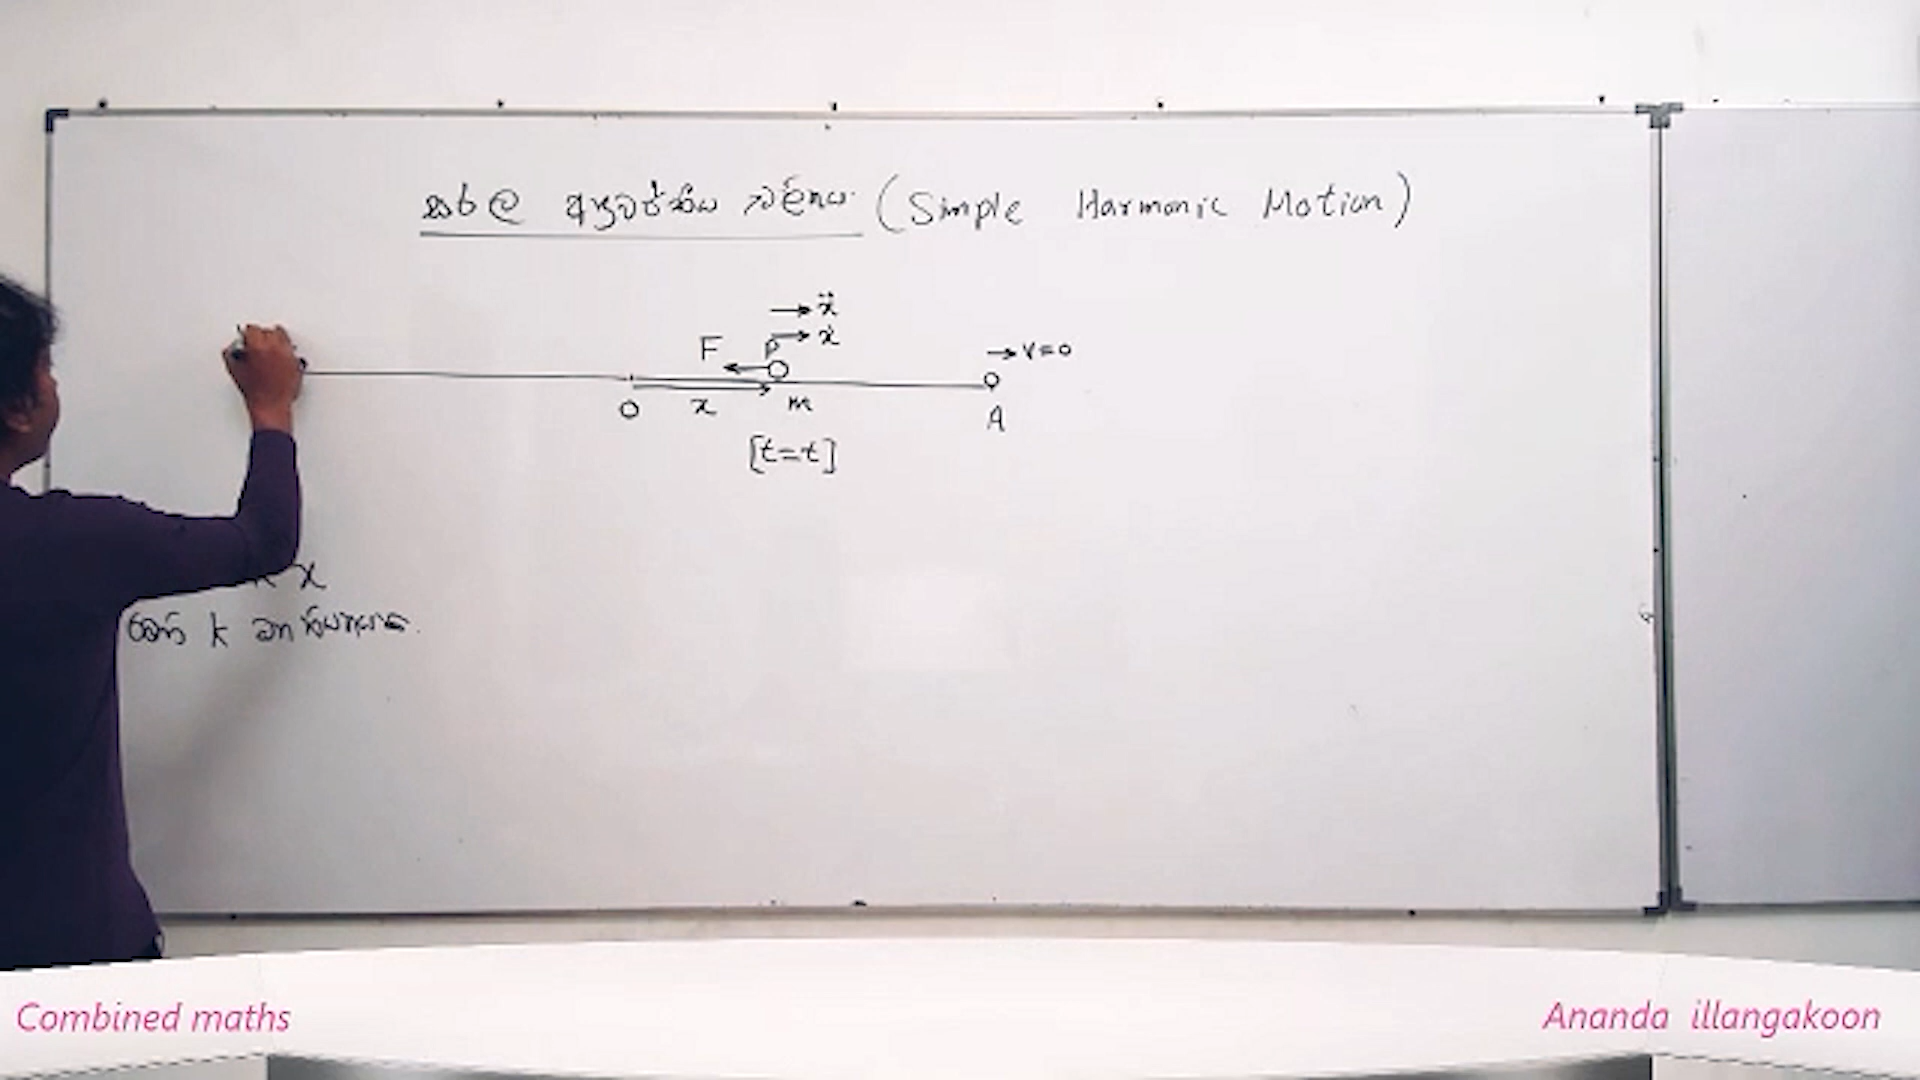 සරල අනුවර්තීය චලිතය (Simple Harmonic Motion)
→ ẍ
→ ẋ
F P → v=0
O x m A
[t=t]
x
මෙහි k
Combined maths
Ananda illangakoon